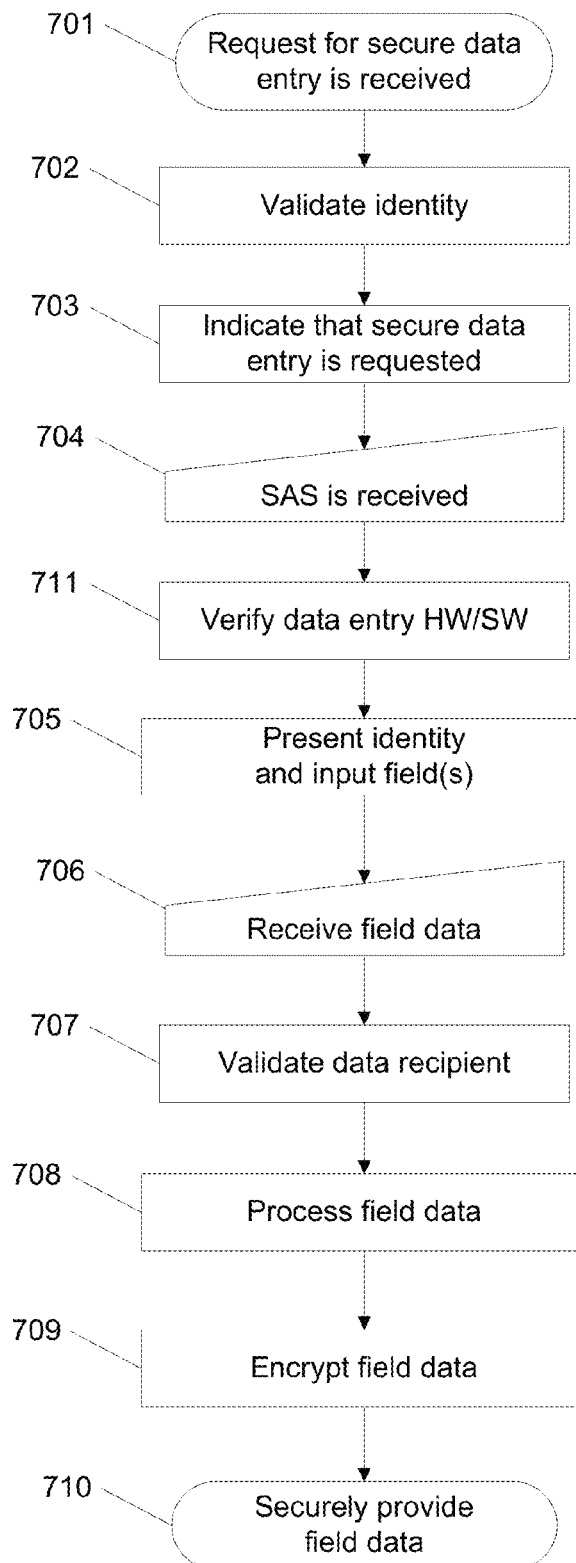 701
Request for secure data
entry is received
702
Validate identity
703
Indicate that secure data
entry is requested
704
SAS is received
711
Verify data entry HW/SW
705
Present identity
and input field(s)
706
Receive field data
707
Validate data recipient
708
Process field data
709
Encrypt field data
710
Securely provide
field data